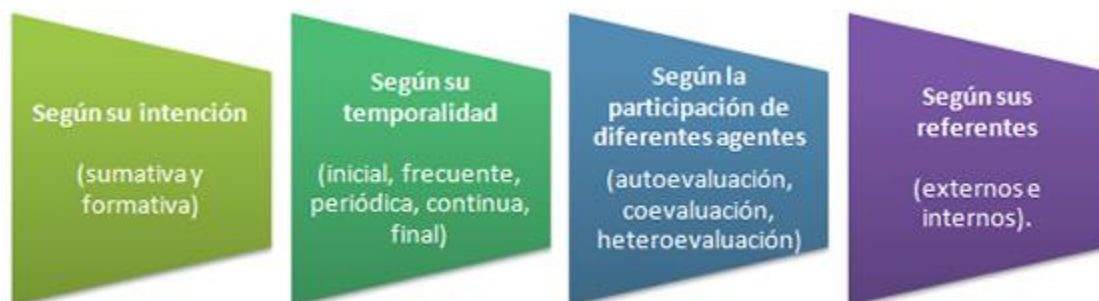 Según su intención
(sumativa y
formativa)
Según su
temporalidad
(inicial, frecuente,
periódica, continua,
final)
Según la
participación de
diferentes agentes
(autoevaluación,
coevaluación,
heteroevaluación)
Según sus
referentes
(externos e
internos).